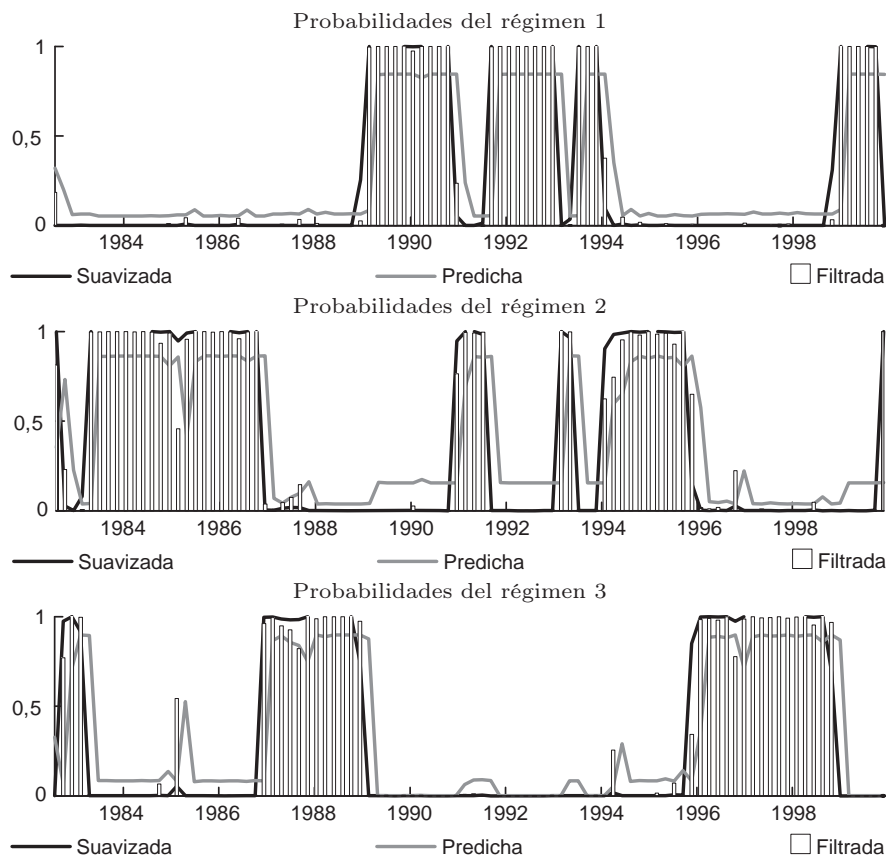 Probabilidades del régimen 1
1
0,5
0
1984 1986 1988 1990 1992 1994 1996 1998
Suavizada Predicha Filtrada
Probabilidades del régimen 2
1
0,5
0
1984 1986 1988 1990 1992 1994 1996 1998
Suavizada Predicha Filtrada
Probabilidades del régimen 3
1
0,5
0
1984 1986 1988 1990 1992 1994 1996 1998
Suavizada Predicha Filtrada